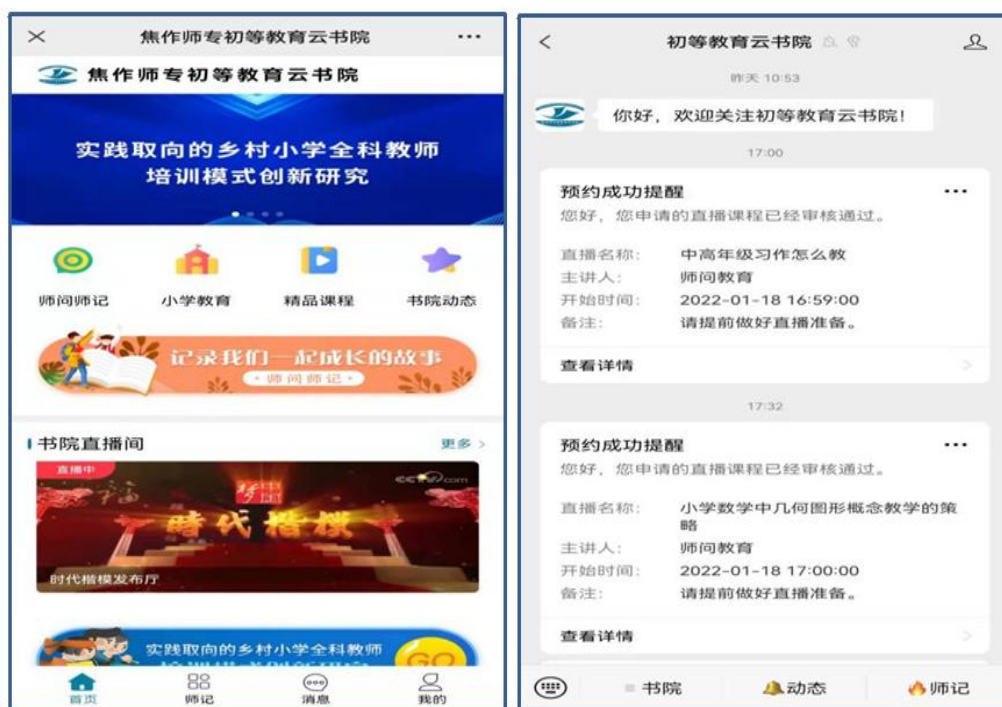 焦作师专初等教育云书院
焦作师专初等教育云书院
实践取向的乡村小学全科教师
培训模式创新研究
师问师记
小学教育
精品课程
书院动态
记录我们一起成长的故事
·师问师记·
书院直播间
更多 >
直播中
CCTV.com
时代楷模
时代楷模发布厅
实践取向的乡村小学全科教师
GO
首页
师记
消息
我的
初等教育云书院
昨天 10:53
你好，欢迎关注初等教育云书院！
17:00
预约成功提醒
您好，您申请的直播课程已经审核通过。
直播名称： 中高年级习作怎么教
主讲人： 师问教育
开始时间： 2022-01-18 16:59:00
备注： 请提前做好直播准备。
查看详情
17:32
预约成功提醒
您好，您申请的直播课程已经审核通过。
直播名称： 小学数学中几何图形概念教学的策
略
主讲人： 师问教育
开始时间： 2022-01-18 17:00:00
备注： 请提前做好直播准备。
查看详情
书院
动态
师记